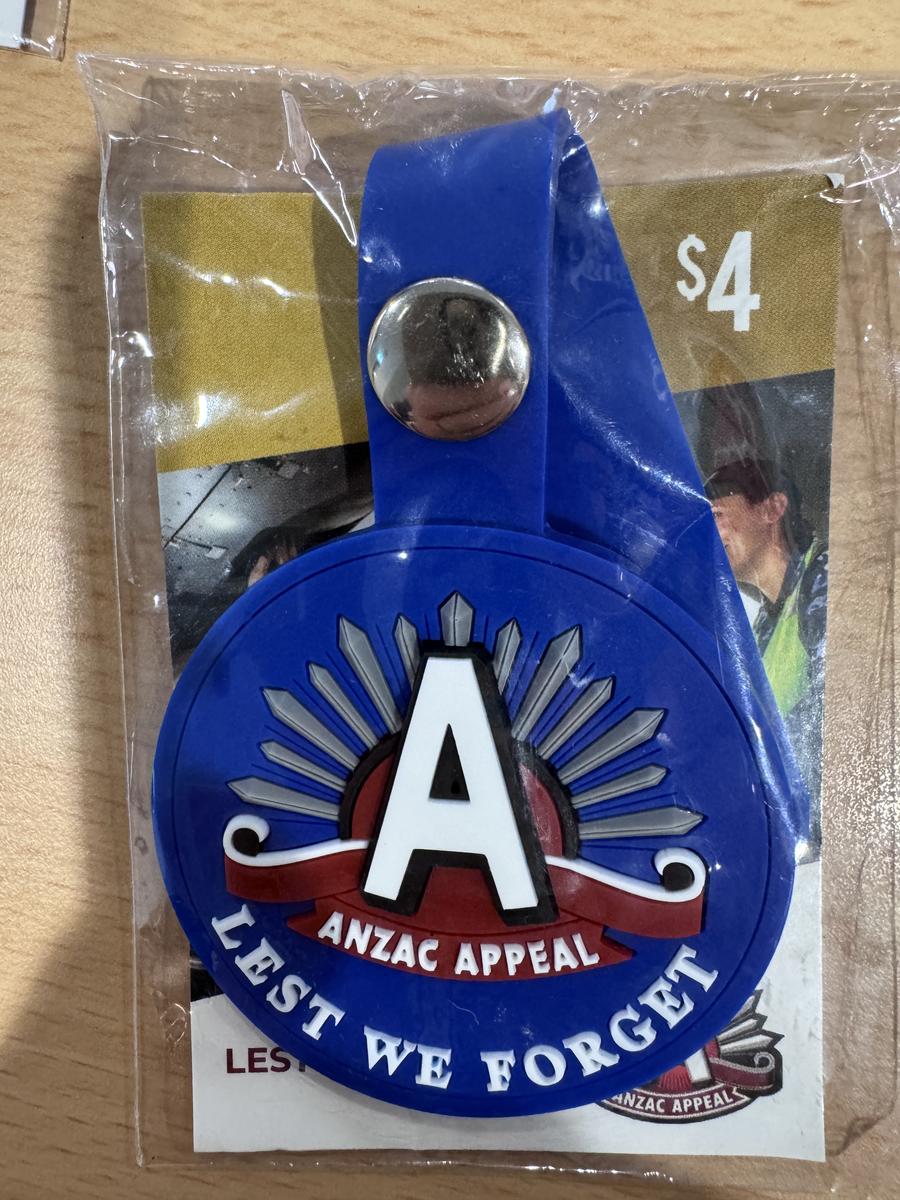 $4
A
ANZAC APPEAL
LEST WE FORGET
LEST
ANZAC APPEAL